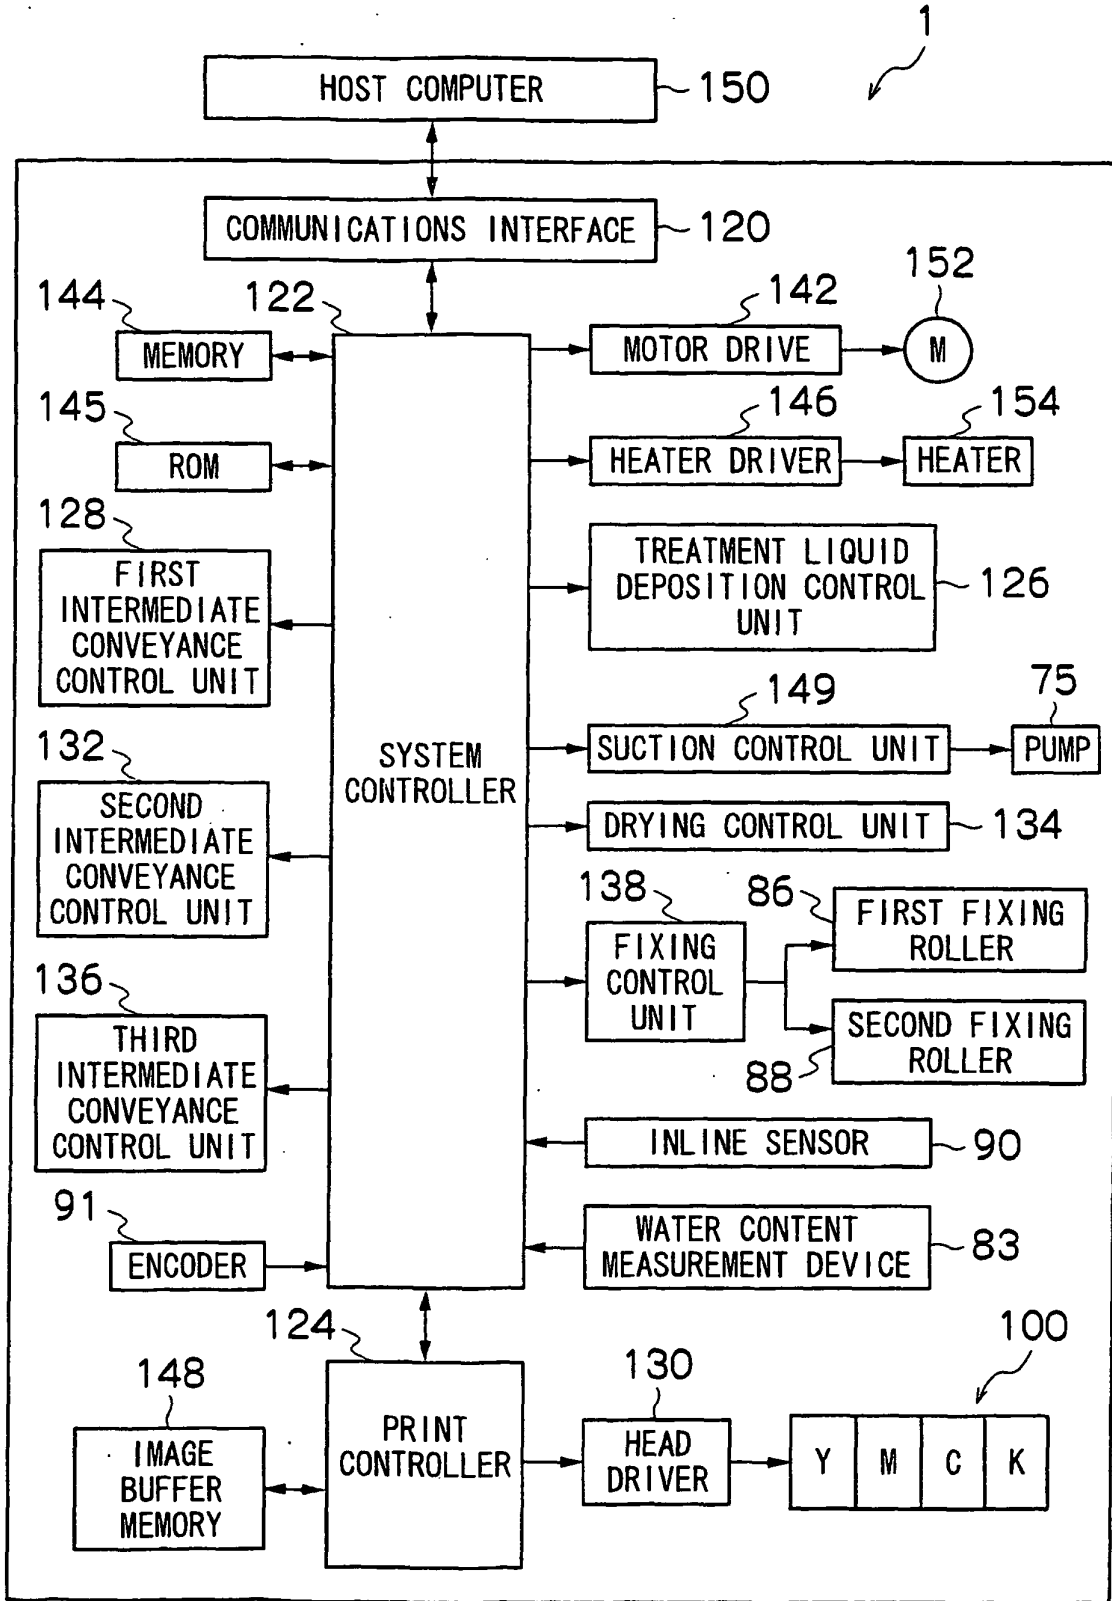 1
HOST COMPUTER
150
COMMUNICATIONS INTERFACE
120
144
122
142
152
MEMORY
MOTOR DRIVE
M
145
146
154
ROM
HEATER DRIVER
HEATER
128
FIRST
INTERMEDIATE
CONVEYANCE
CONTROL UNIT
TREATMENT LIQUID
DEPOSITION CONTROL
UNIT
126
SYSTEM
CONTROLLER
149
75
SUCTION CONTROL UNIT
PUMP
132
SECOND
INTERMEDIATE
CONVEYANCE
CONTROL UNIT
DRYING CONTROL UNIT
134
138
86
FIXING
CONTROL
UNIT
FIRST FIXING
ROLLER
SECOND FIXING
ROLLER
88
136
THIRD
INTERMEDIATE
CONVEYANCE
CONTROL UNIT
INLINE SENSOR
90
91
ENCODER
WATER CONTENT
MEASUREMENT DEVICE
83
124
148
130
100
IMAGE
BUFFER
MEMORY
PRINT
CONTROLLER
HEAD
DRIVER
Y M C K